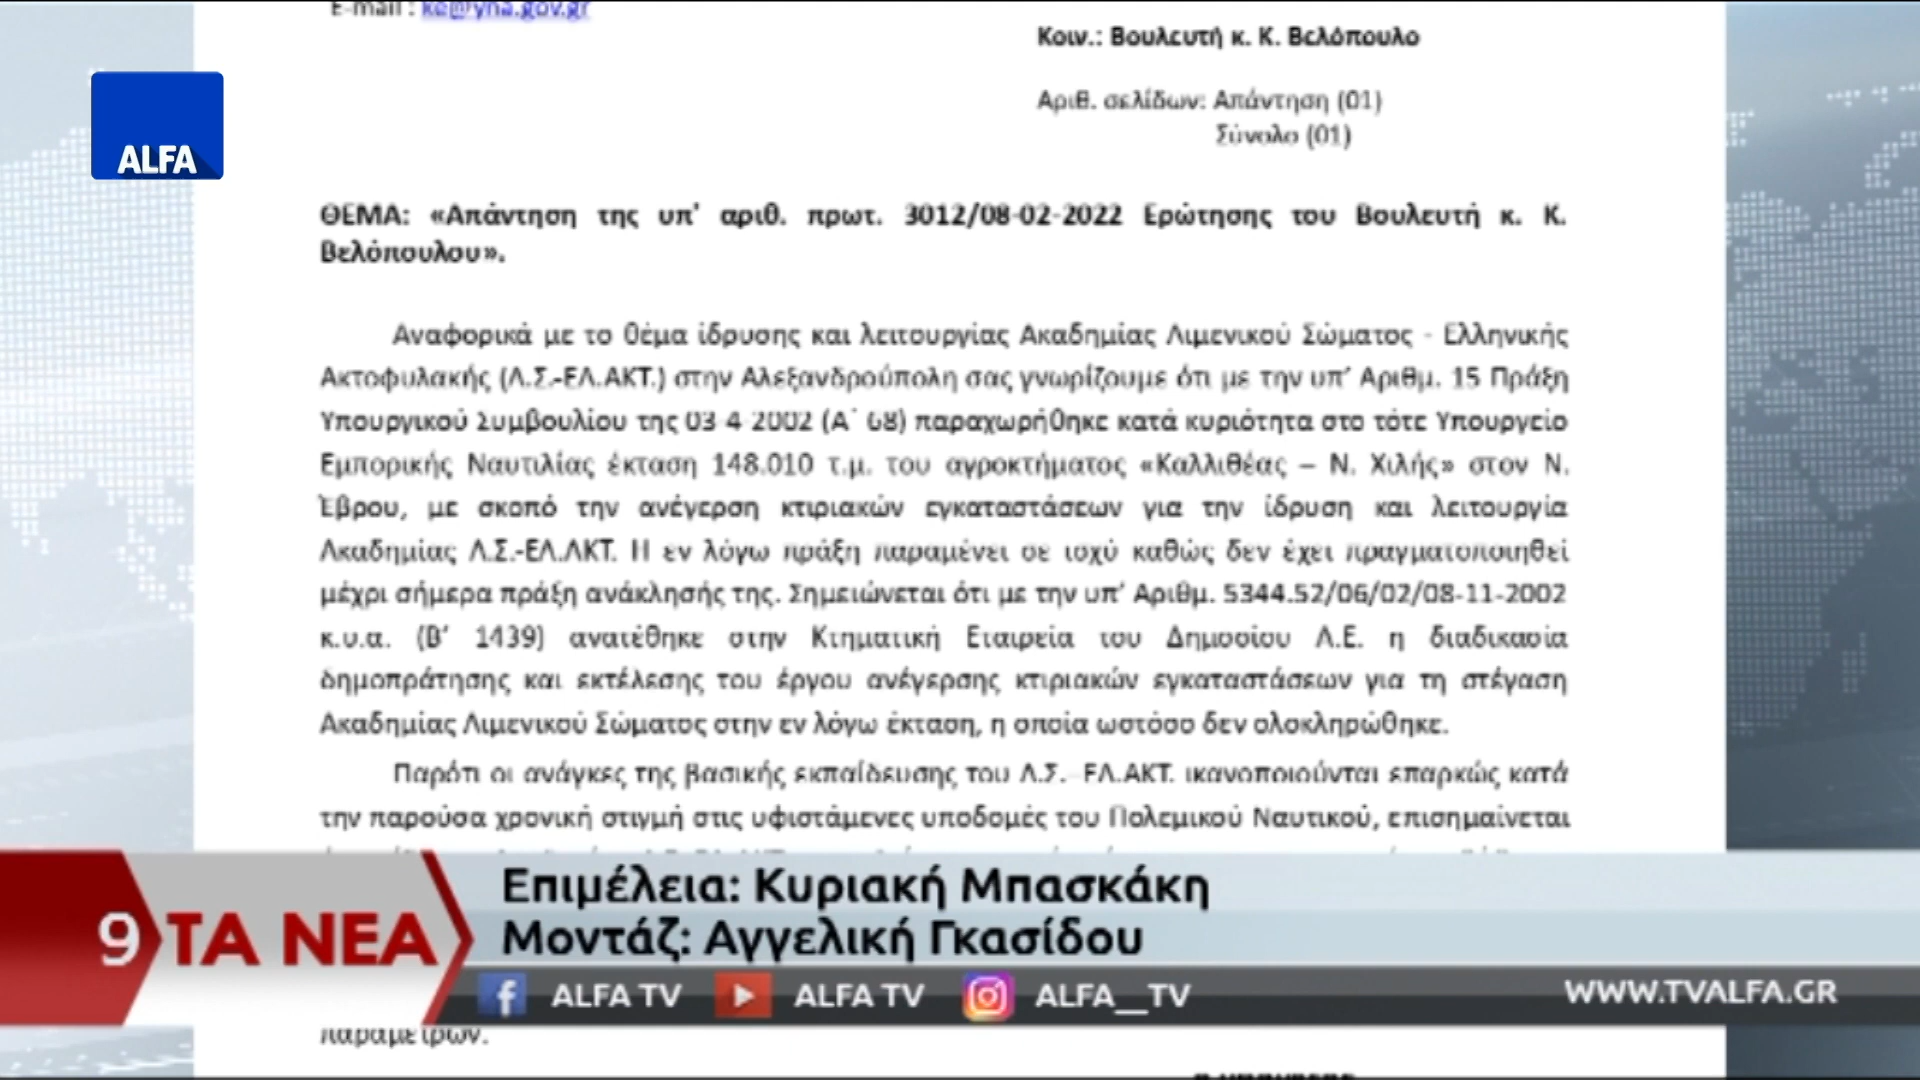 E-mail : ke@yna.gov.gr
Κοιν.: Βουλευτή κ. Κ. Βελόπουλο
ALFA
Αριθ. σελίδων: Απάντηση (01)
Σύνολο (01)
ΘΕΜΑ: «Απάντηση της υπ’ αριθ. πρωτ. 3012/08-02-2022 Ερώτησης του Βουλευτή κ. Κ.
Βελόπουλου».
Αναφορικά με το θέμα ίδρυσης και λειτουργίας Ακαδημίας Λιμενικού Σώματος - Ελληνικής
Ακτοφυλακής (Λ.Σ.-ΕΛ.ΑΚΤ.) στην Αλεξανδρούπολη σας γνωρίζουμε ότι με την υπ’ Αριθμ. 15 Πράξη
Υπουργικού Συμβουλίου της 03-4-2002 (Α΄ 68) παραχωρήθηκε κατά κυριότητα στο τότε Υπουργείο
Εμπορικής Ναυτιλίας έκταση 148.010 τ.μ. του αγροκτήματος «Καλλιθέας – Ν. Χιλής» στον Ν.
Έβρου, με σκοπό την ανέγερση κτιριακών εγκαταστάσεων για την ίδρυση και λειτουργία
Ακαδημίας Λ.Σ.-ΕΛ.ΑΚΤ. Η εν λόγω πράξη παραμένει σε ισχύ καθώς δεν έχει πραγματοποιηθεί
μέχρι σήμερα πράξη ανάκλησής της. Σημειώνεται ότι με την υπ’ Αριθμ. 5344.52/06/02/08-11-2002
κ.υ.α. (Β’ 1439) ανατέθηκε στην Κτηματική Εταιρεία του Δημοσίου Α.Ε. η διαδικασία
δημοπράτησης και εκτέλεσης του έργου ανέγερσης κτιριακών εγκαταστάσεων για τη στέγαση
Ακαδημίας Λιμενικού Σώματος στην εν λόγω έκταση, η οποία ωστόσο δεν ολοκληρώθηκε.
Παρότι οι ανάγκες της βασικής εκπαίδευσης του Λ.Σ.- ΕΛ.ΑΚΤ. ικανοποιούνται επαρκώς κατά
την παρούσα χρονική στιγμή στις υφιστάμενες υποδομές του Πολεμικού Ναυτικού, επισημαίνεται
Επιμέλεια: Κυριακή Μπασκάκη
Μοντάζ: Αγγελική Γκασίδου
9 ΤΑ ΝΕΑ
ALFA TV ALFA TV ALFA__TV WWW.TVALFA.GR
παραμέτρων.